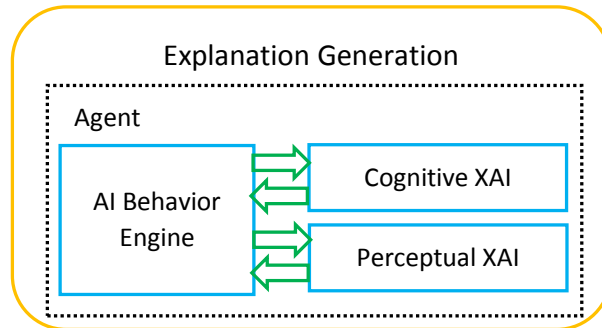 Explanation Generation
Agent
AI Behavior
Engine
Cognitive XAI
Perceptual XAI